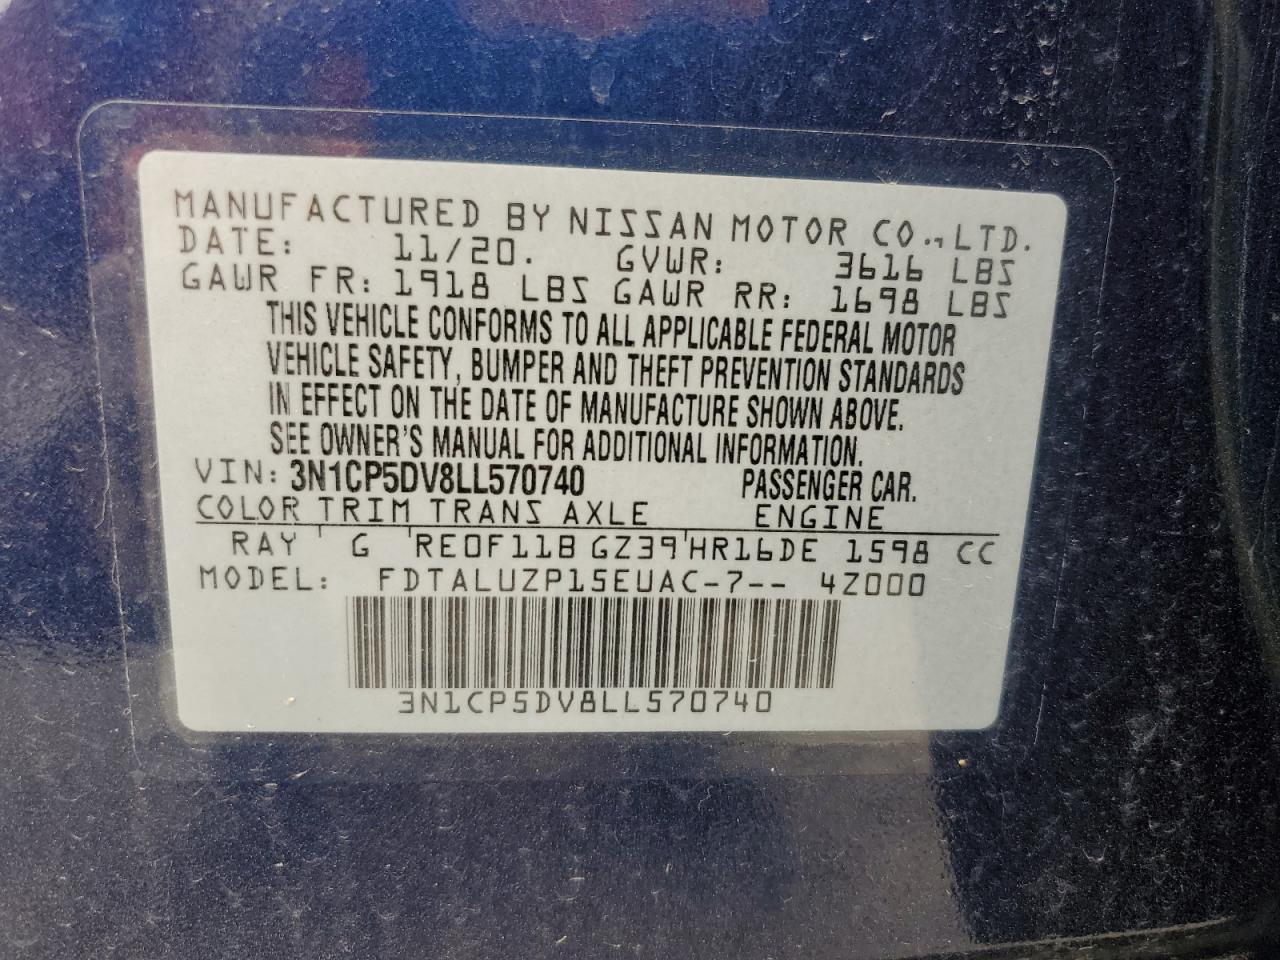 MANUFACTURED BY NISSAN MOTOR CO., LTD.
DATE: 11/20. GVWR: 3616 LBS
GAWR FR: 1918 LBS GAWR RR: 1698 LBS
THIS VEHICLE CONFORMS TO ALL APPLICABLE FEDERAL MOTOR
VEHICLE SAFETY, BUMPER AND THEFT PREVENTION STANDARDS
IN EFFECT ON THE DATE OF MANUFACTURE SHOWN ABOVE.
SEE OWNER'S MANUAL FOR ADDITIONAL INFORMATION.
VIN: 3N1CP5DV8LL570740 PASSENGER CAR.
COLOR TRIM TRANS AXLE ENGINE
RAY G RE0F11B GZ39 HR16DE 1598 CC
MODEL: FDTALUZP15EUAC-7-- 4Z000
3N1CP5DV8LL570740